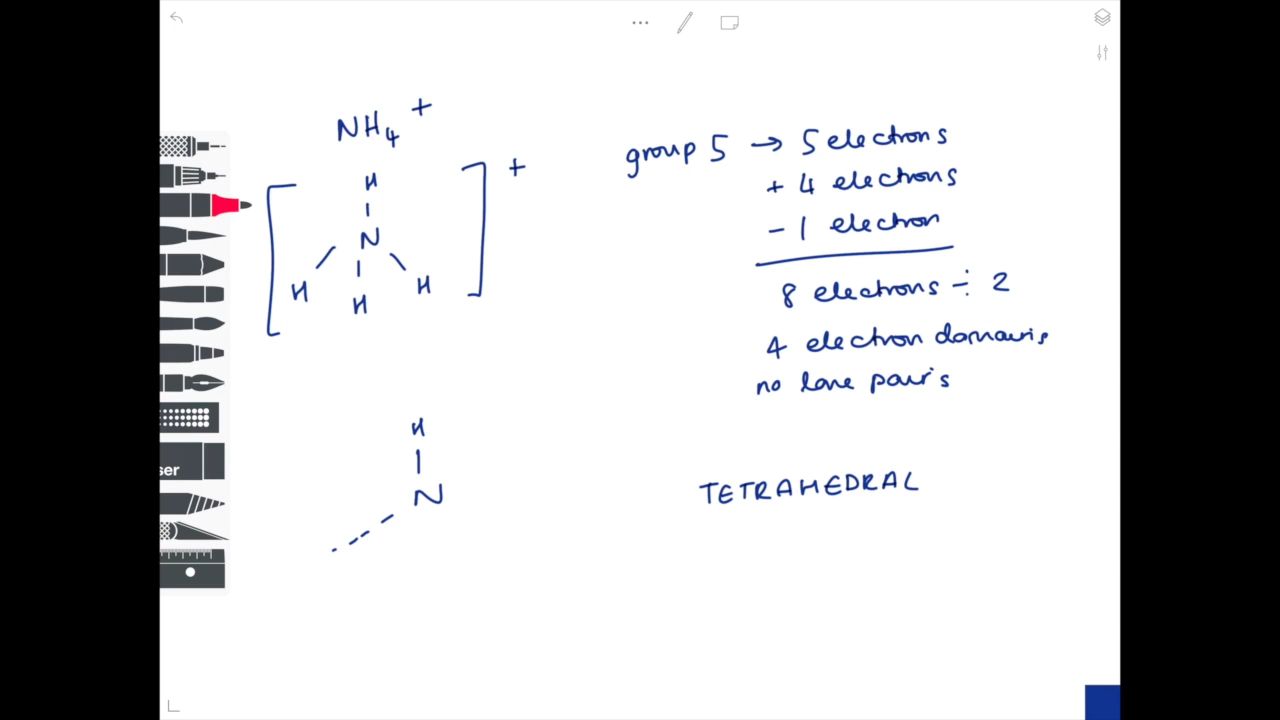 NH4+
[ ]+
H
N
H H H
group 5 → 5 electrons
+ 4 electrons
- 1 electron
8 electrons ÷ 2
4 electron domains
no lone pairs
TETRAHEDRAL
H
N
ser